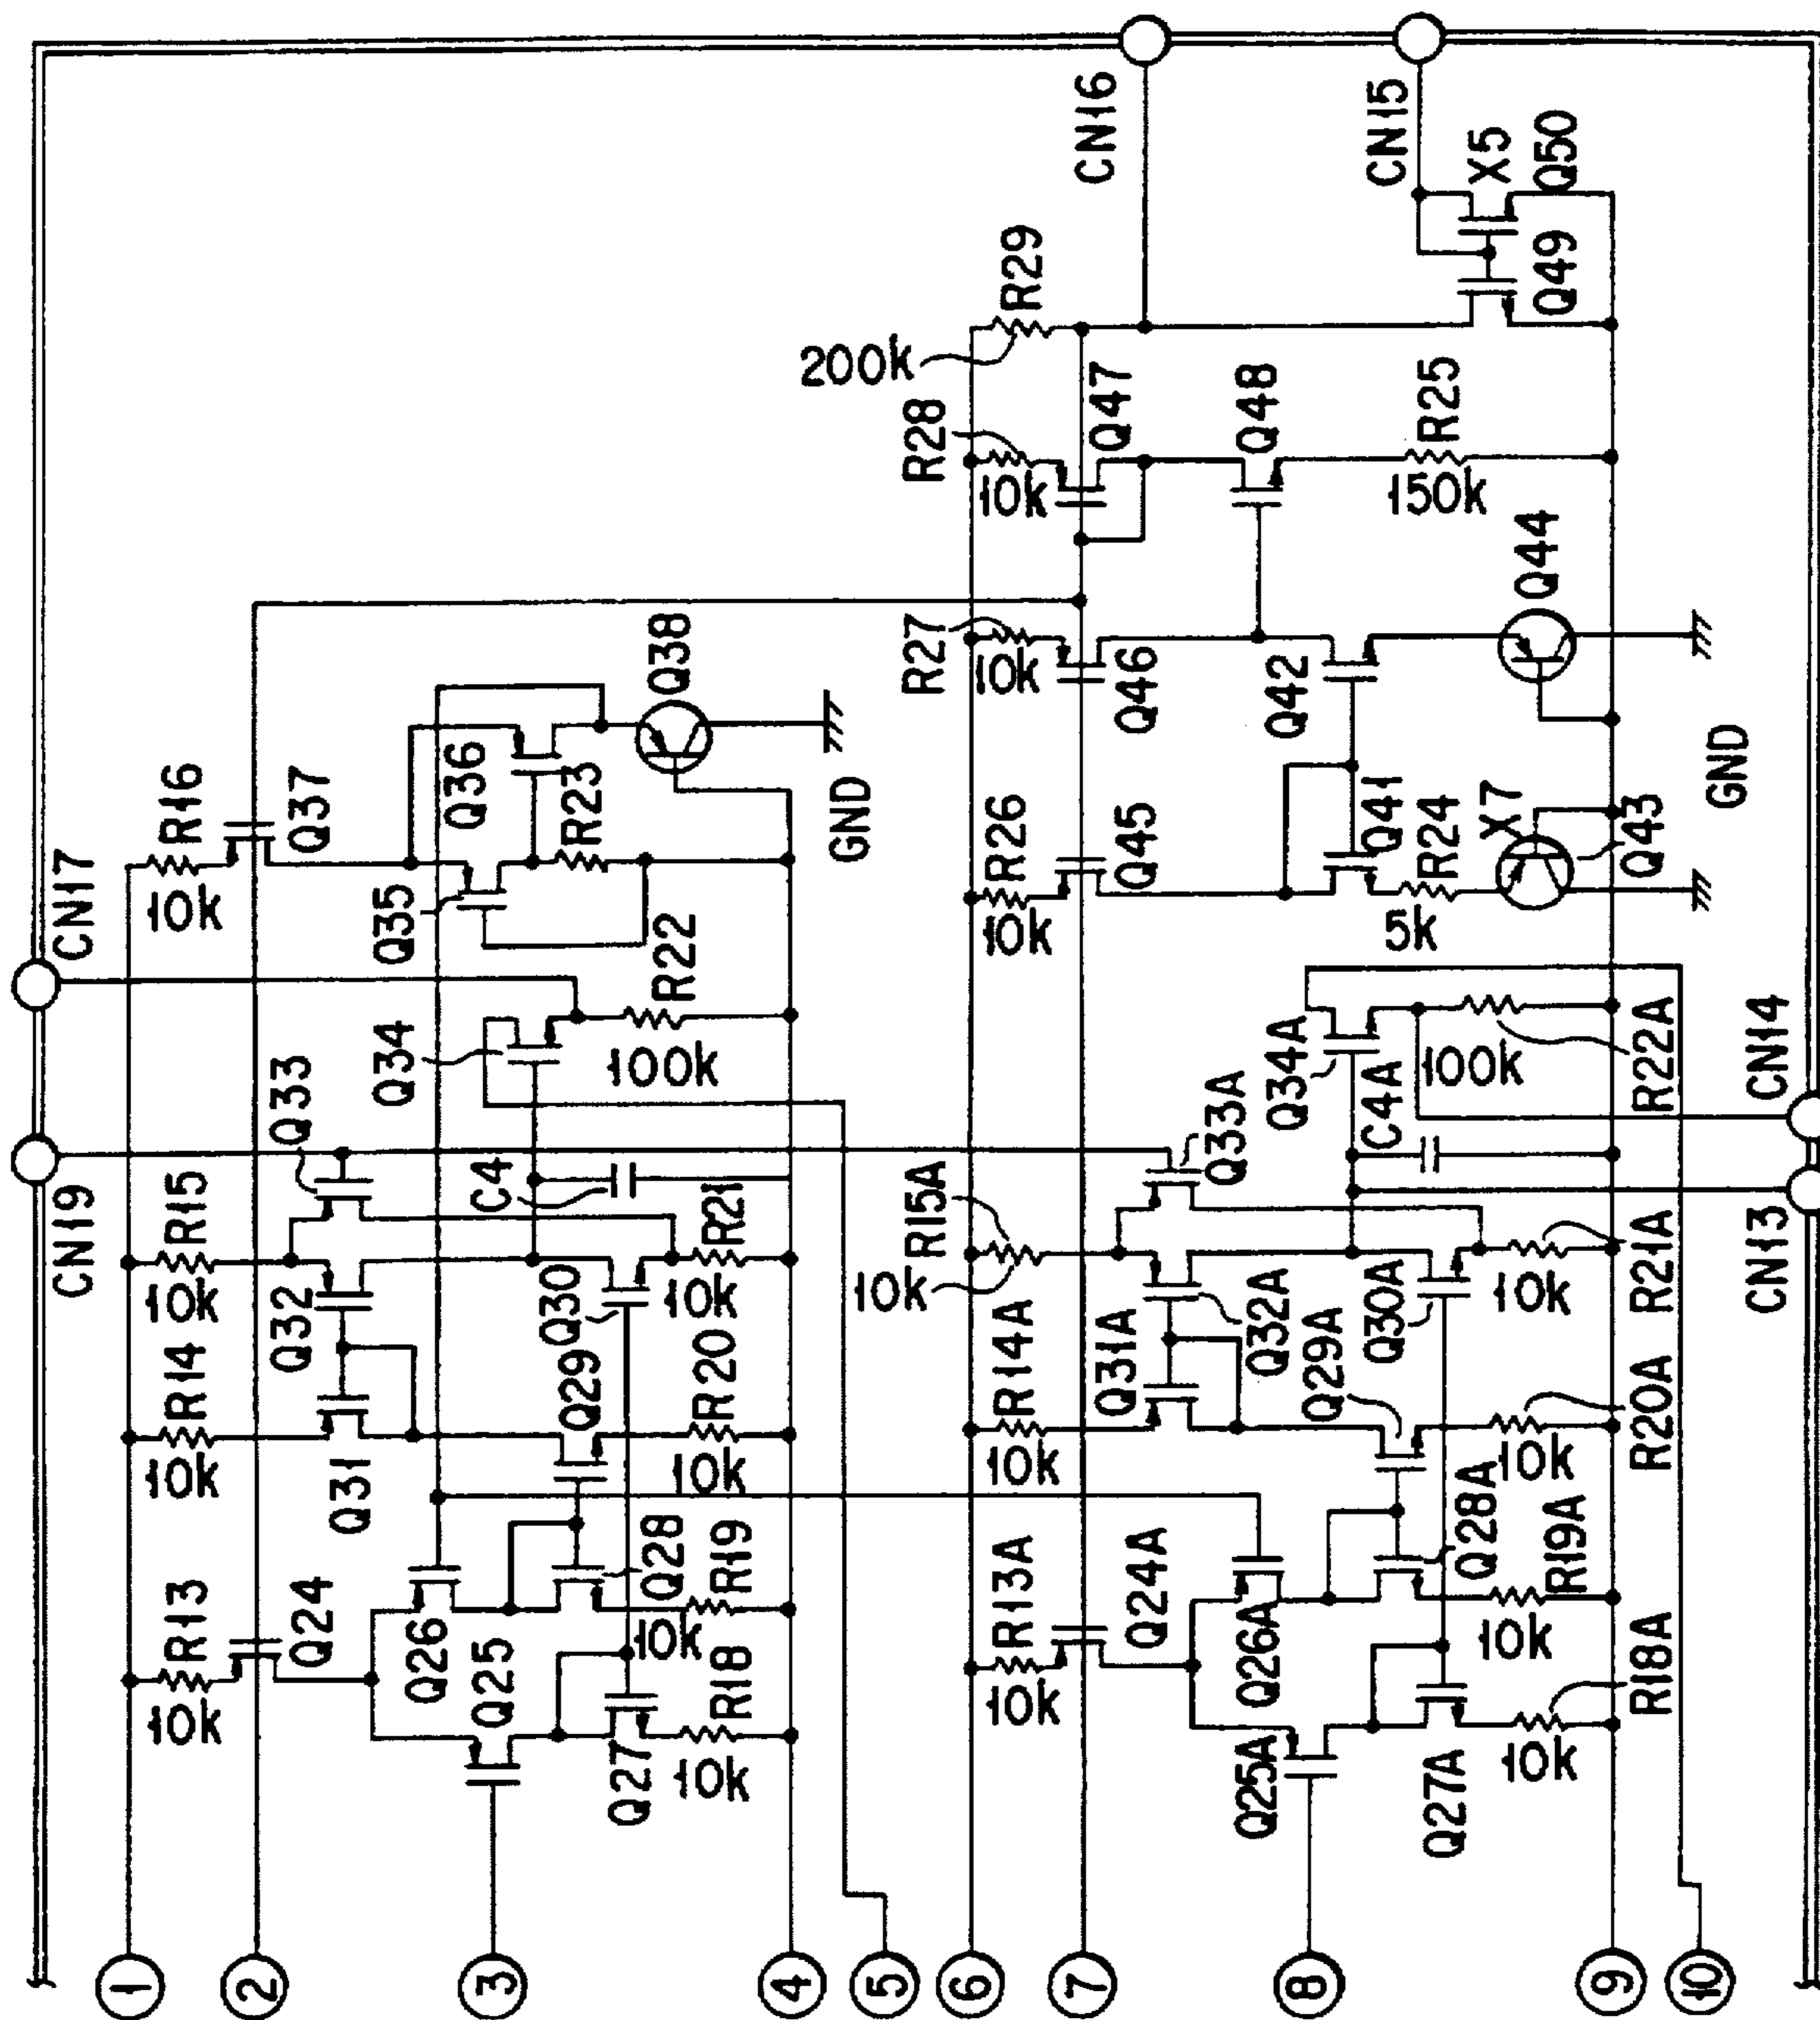 CN19
CN17
R13
10k
Q24
R14
10k
Q31
R15
10k
Q32
Q33
R16
10k
Q37
Q26
Q25
Q35
Q36
Q38
Q34
R22
100k
R23
GND
C4
Q30
Q29
Q28
Q27
R18
10k
R19
10k
R20
10k
R21
10k
CN16
CN15
R13A
10k
Q24A
R14A
10k
Q31A
R15A
10k
Q33A
Q32A
R26
10k
Q45
R27
10k
Q46
R28
10k
Q47
R29
200k
Q26A
Q25A
Q29A
Q28A
Q27A
Q30A
Q34A
C4A
100k
R22A
Q41
Q42
Q48
R24
5k
X7
Q43
Q44
R25
150k
Q49
X5
Q50
10k
R18A
10k
R19A
10k
R20A
10k
R21A
GND
CN13
CN14
1
2
3
4
5
6
7
8
9
10